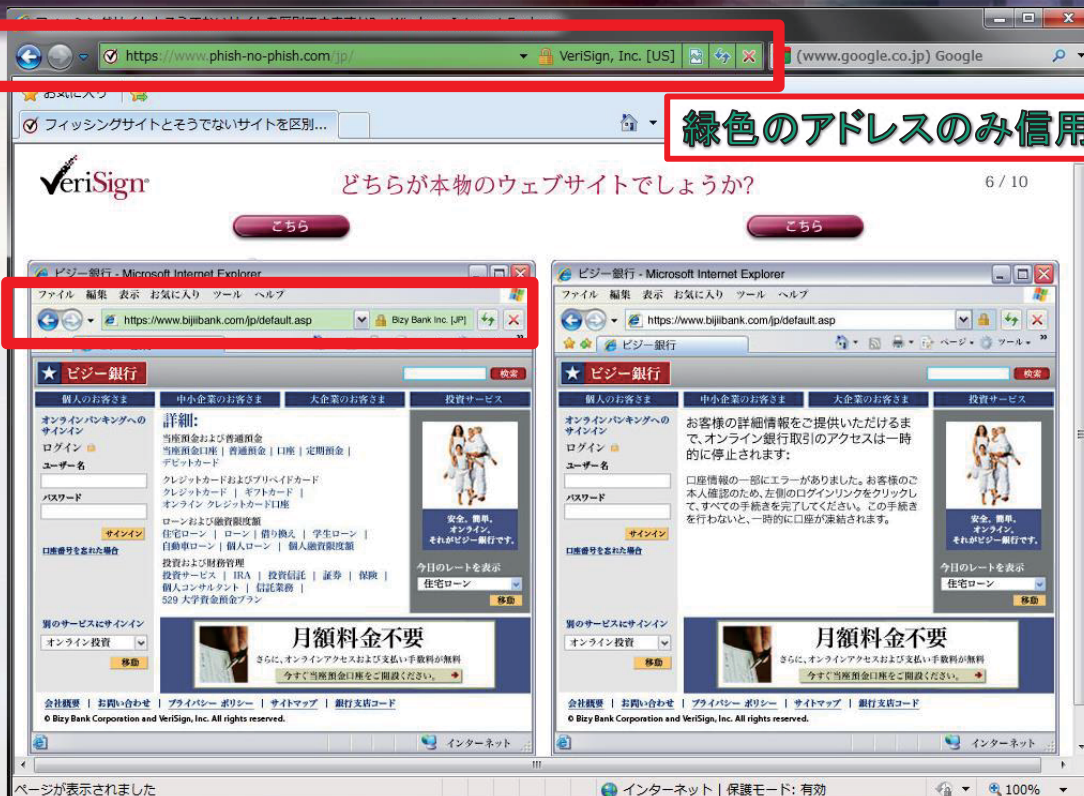 https://www.phish-no-phish.com/jp/
VeriSign, Inc. [US]
(www.google.co.jp) Google
お気に入り
フィッシングサイトとそうでないサイトを区別...
緑色のアドレスのみ信用
VeriSign
どちらが本物のウェブサイトでしょうか?
6 / 10
こちら
こちら
ビジー銀行 - Microsoft Internet Explorer
ファイル 編集 表示 お気に入り ツール ヘルプ
https://www.bijiibank.com/jp/default.asp
Bizy Bank Inc. [JP]
ビジー銀行
検索
個人のお客さま
中小企業のお客さま
大企業のお客さま
投資サービス
オンラインバンキングへの
サインイン
ログイン
ユーザー名
パスワード
サインイン
口座番号を忘れた場合
別のサービスにサインイン
オンライン投資
移動
詳細:
当座預金および普通預金
当座預金口座 | 普通預金 | 口座 | 定期預金 |
デビットカード
クレジットカードおよびプリペイドカード
クレジットカード | ギフトカード |
オンライン クレジットカード口座
ローンおよび融資限度額
住宅ローン | ローン | 借り換え | 学生ローン |
自動車ローン | 個人ローン | 個人融資限度額
投資および財務管理
投資サービス | IRA | 投資信託 | 証券 | 保険 |
個人コンサルタント | 信託業務 |
529 大学資金預金プラン
安全、簡単、
オンライン。
それがビジー銀行です。
今日のレートを表示
住宅ローン
移動
月額料金不要
さらに、オンラインアクセスおよび支払い手数料が無料
今すぐ当座預金口座をご開設ください。
会社概要 | お問い合わせ | プライバシー ポリシー | サイトマップ | 銀行支店コード
© Bizy Bank Corporation and VeriSign, Inc. All rights reserved.
インターネット
ビジー銀行 - Microsoft Internet Explorer
ファイル 編集 表示 お気に入り ツール ヘルプ
https://www.bijiibank.com/jp/default.asp
ビジー銀行
ページ
ツール
ビジー銀行
検索
個人のお客さま
中小企業のお客さま
大企業のお客さま
投資サービス
オンラインバンキングへの
サインイン
ログイン
ユーザー名
パスワード
サインイン
口座番号を忘れた場合
別のサービスにサインイン
オンライン投資
移動
お客様の詳細情報をご提供いただけるま
で、オンライン銀行取引のアクセスは一時
的に停止されます:
口座情報の一部にエラーがありました。お客様のご
本人確認のため、左側のログインリンクをクリックし
て、すべての手続きを完了してください。この手続き
を行わないと、一時的に口座が凍結されます。
安全、簡単、
オンライン。
それがビジー銀行です。
今日のレートを表示
住宅ローン
移動
月額料金不要
さらに、オンラインアクセスおよび支払い手数料が無料
今すぐ当座預金口座をご開設ください。
会社概要 | お問い合わせ | プライバシー ポリシー | サイトマップ | 銀行支店コード
© Bizy Bank Corporation and VeriSign, Inc. All rights reserved.
インターネット
ページが表示されました
インターネット | 保護モード: 有効
100%